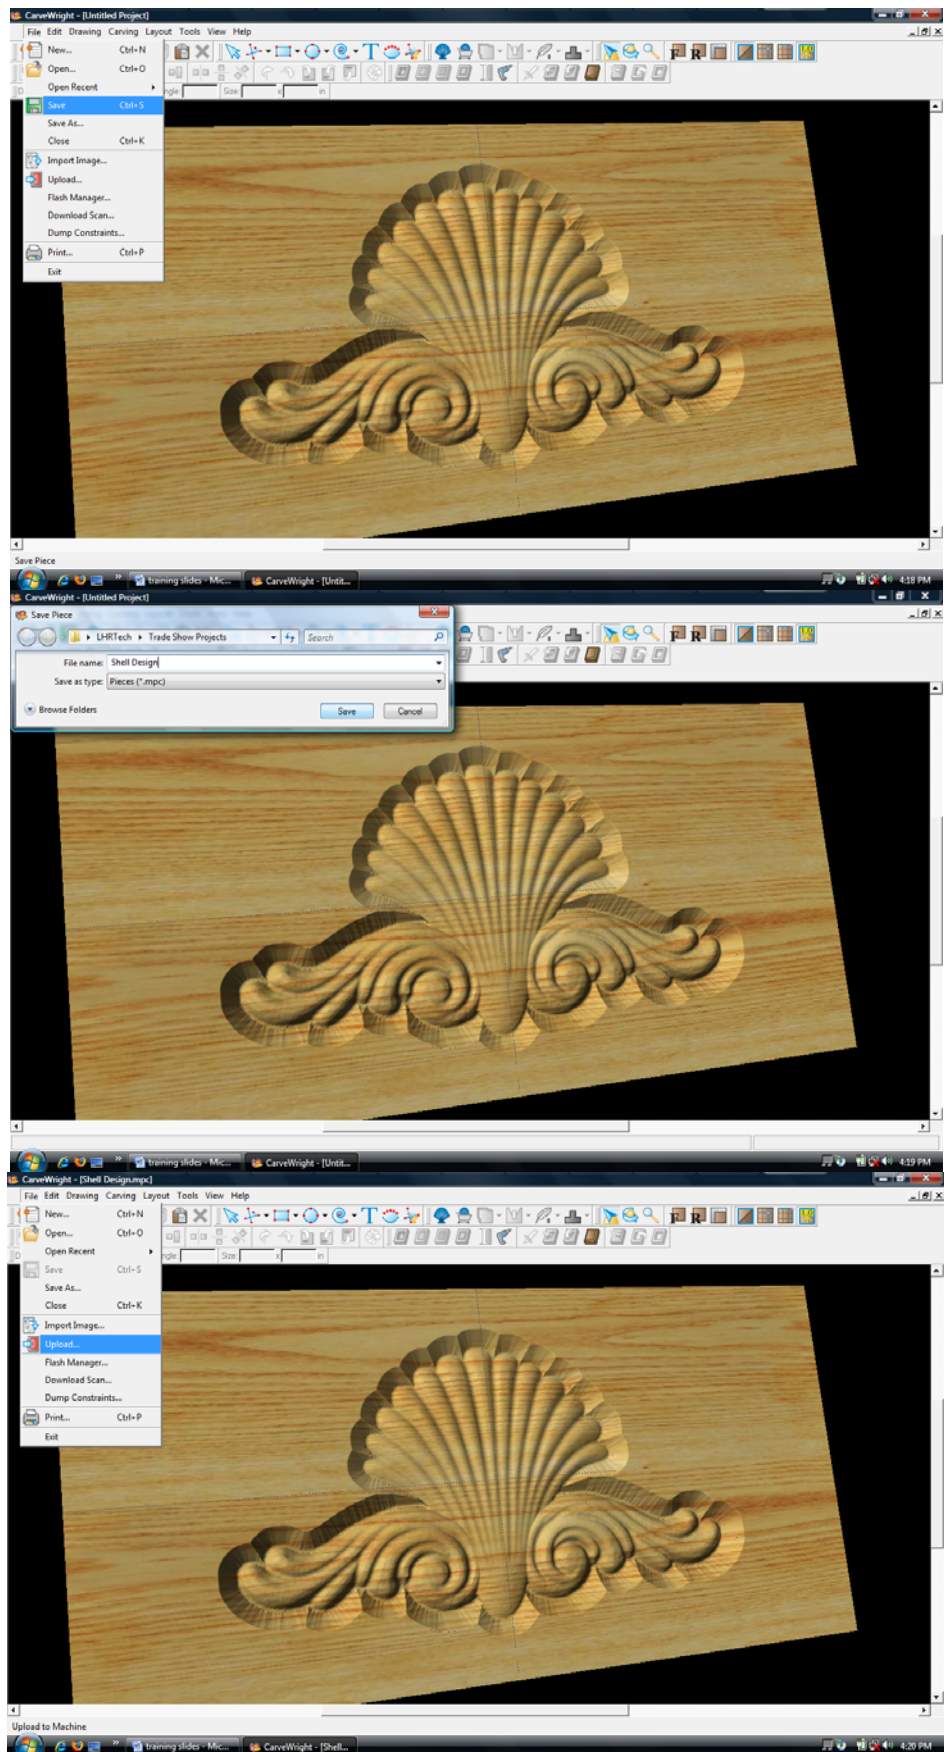 CarveWright - [Untitled Project]
File Edit Drawing Carving Layout Tools View Help
New... Ctrl+N
Open... Ctrl+O
Open Recent
ngle: Size: x in
Save Ctrl+S
Save As...
Close Ctrl+K
Import Image...
Upload...
Flash Manager...
Download Scan...
Dump Constraints...
Print... Ctrl+P
Exit
Save Piece
training slides - Mic... CarveWright - [Untit... 4:18 PM
CarveWright - [Untitled Project]
Save Piece
LHRTech Trade Show Projects Search
File name: Shell Design
Save as type: Pieces (*.mpc)
Browse Folders Save Cancel
training slides - Mic... CarveWright - [Untit... 4:19 PM
CarveWright - [Shell Design.mpc]
File Edit Drawing Carving Layout Tools View Help
New... Ctrl+N
Open... Ctrl+O
Open Recent
ngle: Size: x in
Save Ctrl+S
Save As...
Close Ctrl+K
Import Image...
Upload...
Flash Manager...
Download Scan...
Dump Constraints...
Print... Ctrl+P
Exit
Upload to Machine
training slides - Mic... CarveWright - [Shell... 4:20 PM